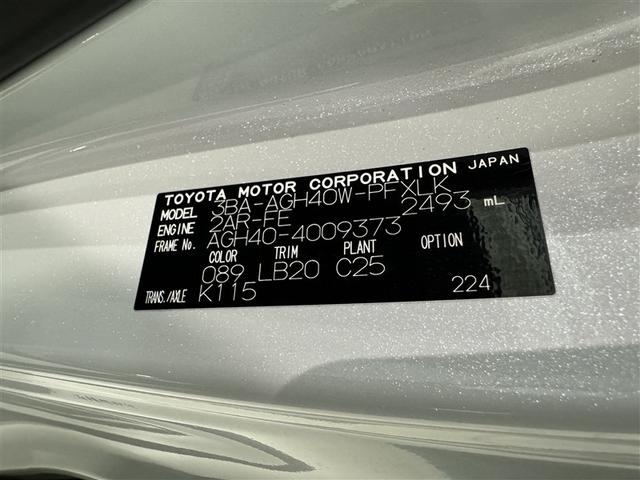 TOYOTA MOTOR CORPORATION JAPAN
MODEL 3BA-AGH40W-PFXLK
ENGINE 2AR-FE 2493 mL
FRAME No. AGH40-4009373
COLOR TRIM PLANT OPTION
089 LB20 C25
TRANS./AXLE K115 224